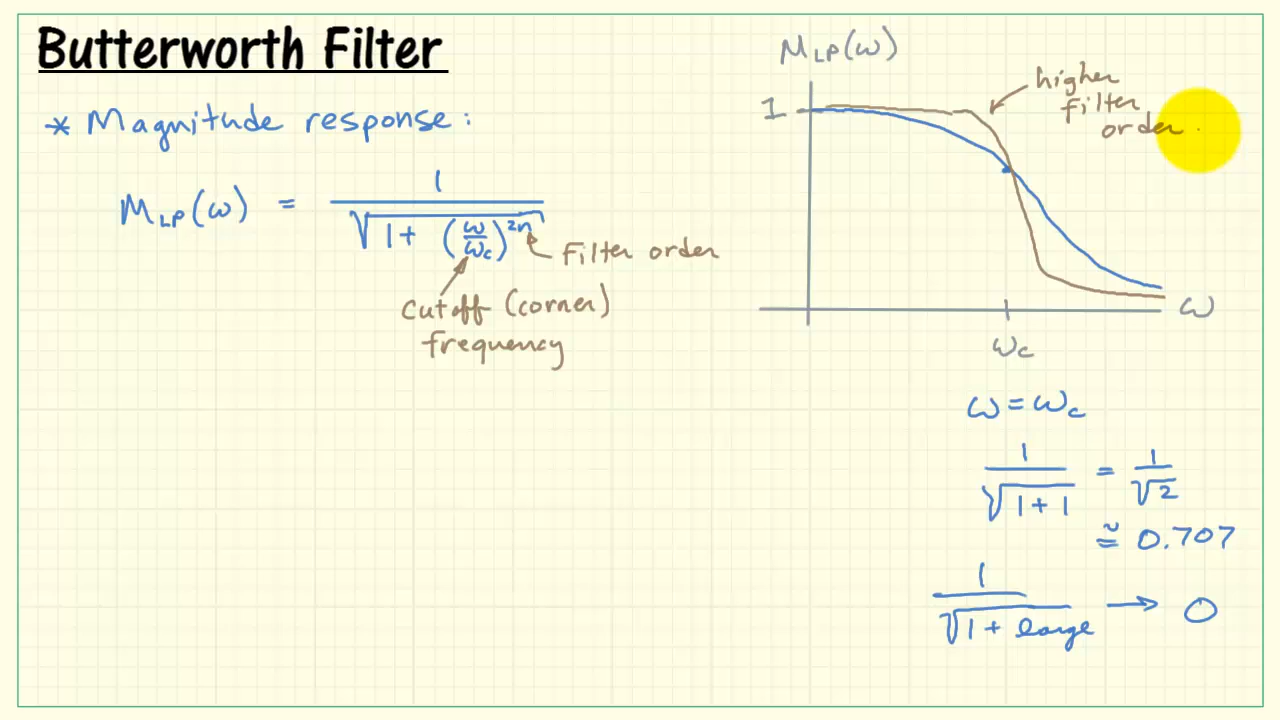 Butterworth Filter
* Magnitude response:
M_LP(ω) = 1 / √(1 + (ω/ω_c)^2n)
Filter order
cutoff (corner)
frequency
M_LP(ω)
1
higher
filter
order
ω
ω_c
ω = ω_c
1 / √(1 + 1) = 1 / √2
≅ 0.707
1 / √(1 + large) → 0